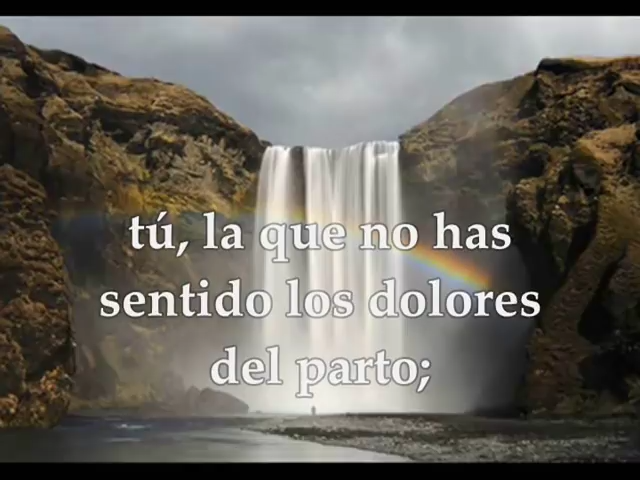 tú, la que no has
sentido los dolores
del parto;